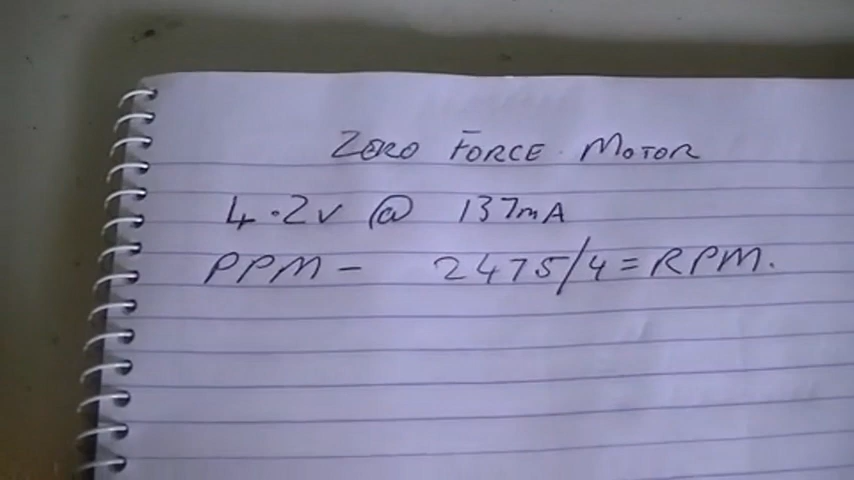 ZERO FORCE MOTOR
4.2v @ 137mA
PPM - 2475/4 = RPM.